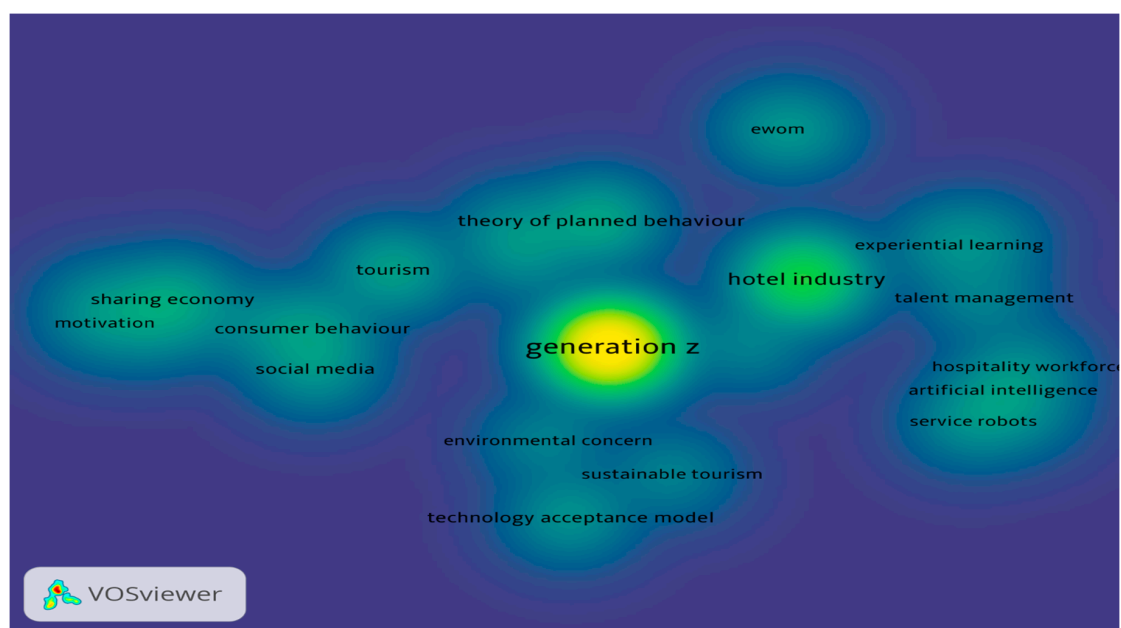 ewom
theory of planned behaviour
experiential learning
tourism
hotel industry
sharing economy
talent management
motivation
consumer behaviour
generation z
social media
hospitality workforce
artificial intelligence
service robots
environmental concern
sustainable tourism
technology acceptance model
VOSviewer